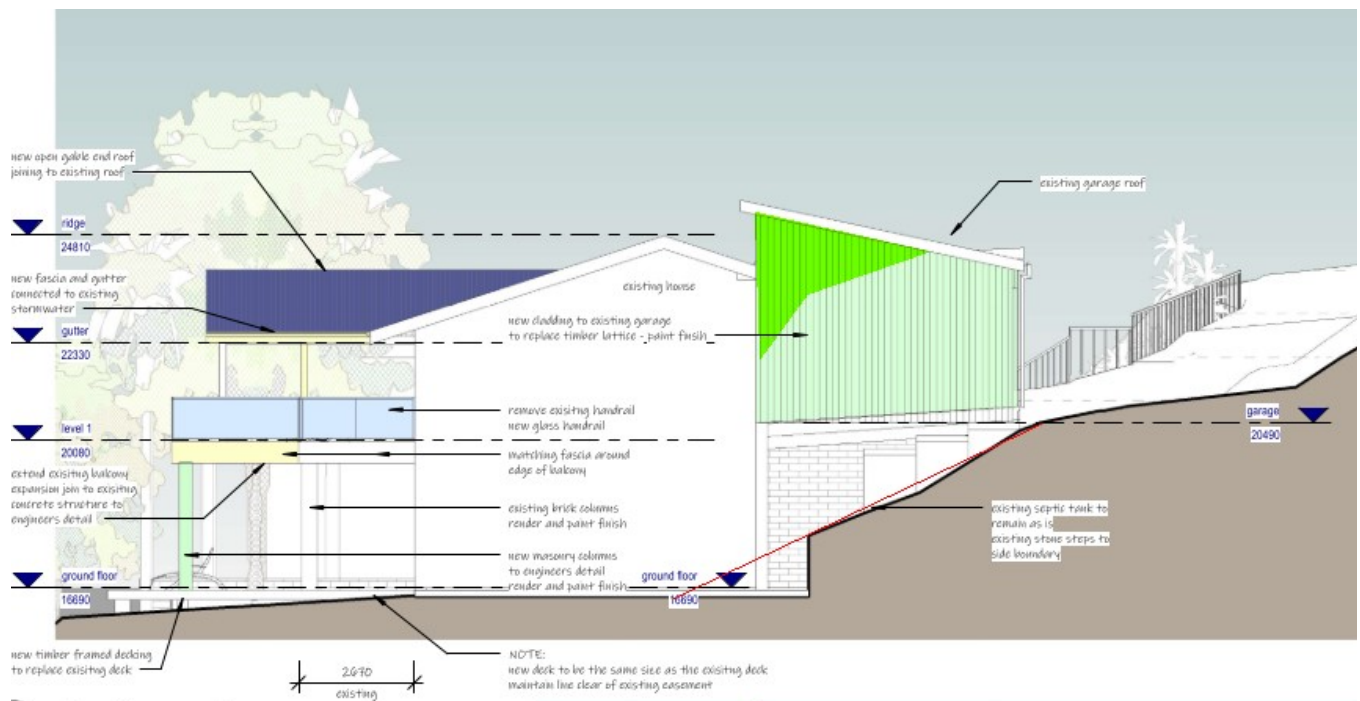 new open gable end roof
joining to existing roof
existing garage roof
ridge
24810
new fascia and gutter
connected to existing
stormwater
existing house
new cladding to existing garage
to replace timber lattice - paint finsih
gutter
22330
remove exisitng handrail
new glass handrail
level 1
20080
garage
20490
matching fascia around
edge of balcony
extend exisitng balcony
expansion join to exisitng
concrete structure to
engineers detail
existing brick columns
render and paint finish
existing septic tank to
remain as is
existing stone steps to
side boundary
new masonry columns
to engineers detail
render and paint finish
ground floor
16690
ground floor
16690
new timber framed decking
to replace exisitng deck
NOTE:
new deck to be the same size as the exisitng deck
maintain line clear of existing easement
2670
existing